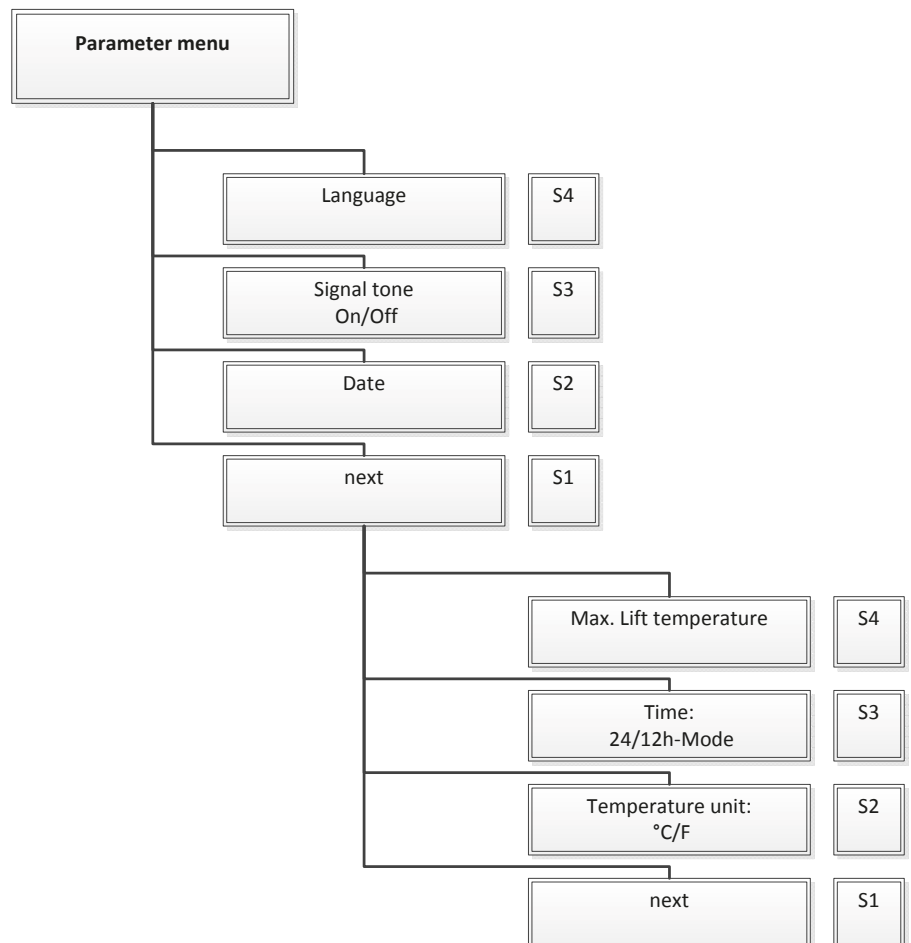 Parameter menu
Language
S4
Signal tone
On/Off
S3
Date
S2
next
S1
Max. Lift temperature
S4
Time:
24/12h-Mode
S3
Temperature unit:
°C/F
S2
next
S1